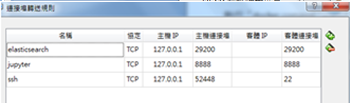 連接埠轉送規則
名稱 協定 主機 IP 主機連接埠 客體 IP 客體連接埠
elasticsearch TCP 127.0.0.1 29200 29200
jupyter TCP 127.0.0.1 8888 8888
ssh TCP 127.0.0.1 52448 22